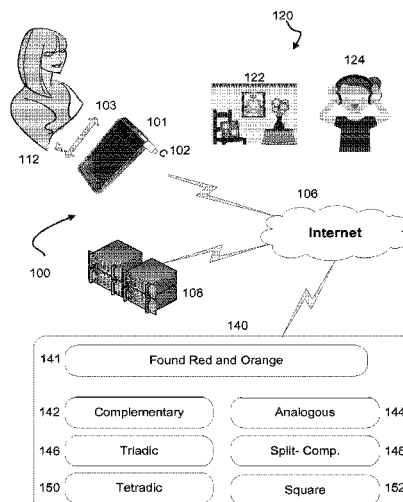 120
122
124
103
101
102
112
106
Internet
100
108
140
141 Found Red and Orange
142 Complementary Analogous 144
146 Triadic Split- Comp. 148
150 Tetradic Square 152